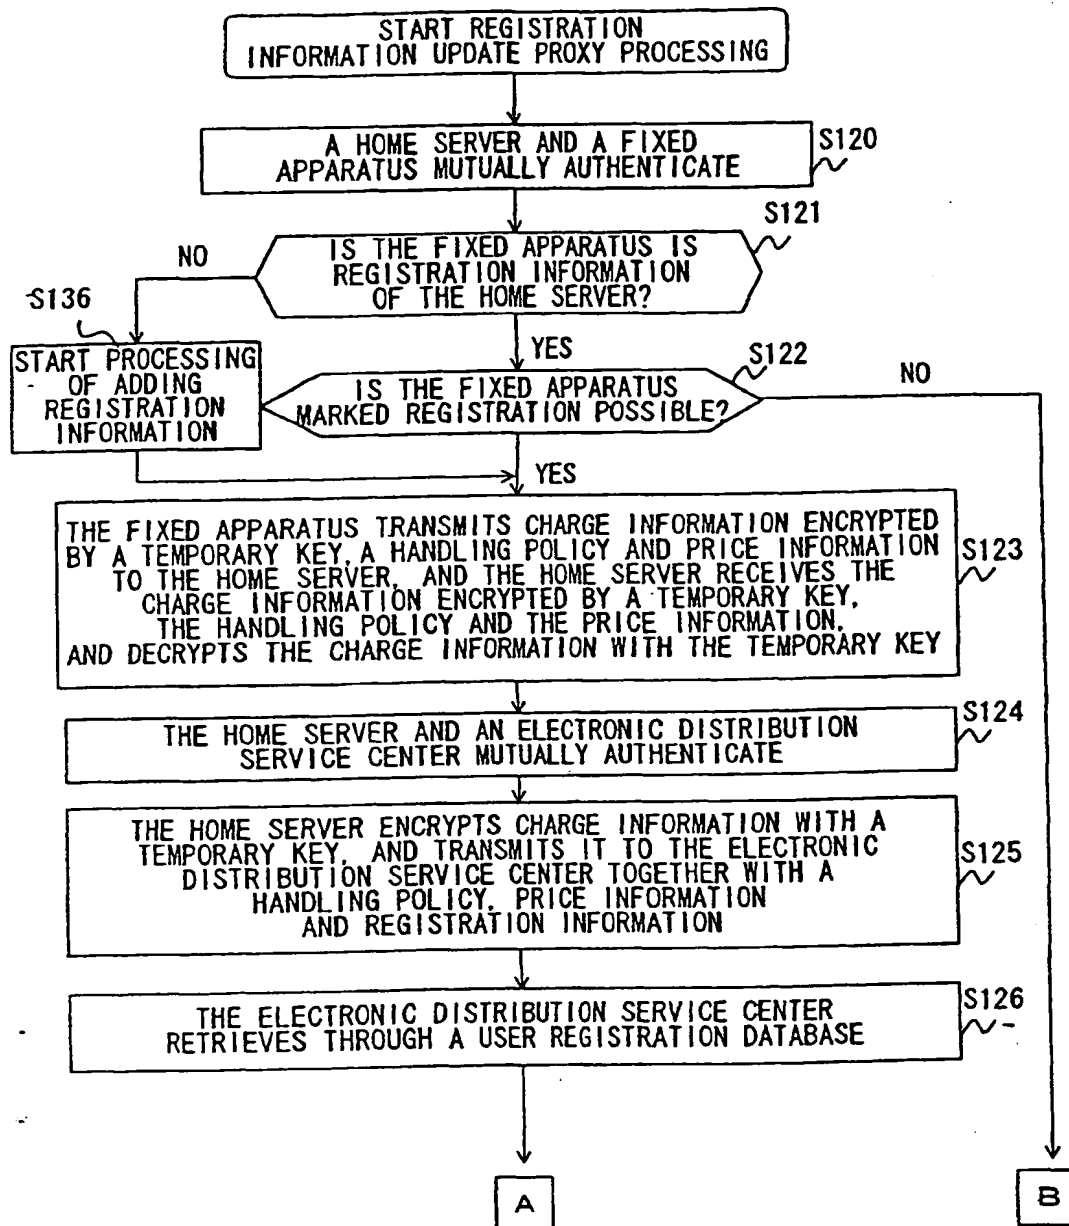 START REGISTRATION
INFORMATION UPDATE PROXY PROCESSING
A HOME SERVER AND A FIXED
APPARATUS MUTUALLY AUTHENTICATE
S120
S121
IS THE FIXED APPARATUS IS
REGISTRATION INFORMATION
OF THE HOME SERVER?
NO
S136
START PROCESSING
OF ADDING
REGISTRATION
INFORMATION
YES
S122
IS THE FIXED APPARATUS
MARKED REGISTRATION POSSIBLE?
NO
YES
THE FIXED APPARATUS TRANSMITS CHARGE INFORMATION ENCRYPTED
BY A TEMPORARY KEY, A HANDLING POLICY AND PRICE INFORMATION
TO THE HOME SERVER, AND THE HOME SERVER RECEIVES THE
CHARGE INFORMATION ENCRYPTED BY A TEMPORARY KEY,
THE HANDLING POLICY AND THE PRICE INFORMATION,
AND DECRYPTS THE CHARGE INFORMATION WITH THE TEMPORARY KEY
S123
THE HOME SERVER AND AN ELECTRONIC DISTRIBUTION
SERVICE CENTER MUTUALLY AUTHENTICATE
S124
THE HOME SERVER ENCRYPTS CHARGE INFORMATION WITH A
TEMPORARY KEY, AND TRANSMITS IT TO THE ELECTRONIC
DISTRIBUTION SERVICE CENTER TOGETHER WITH A
HANDLING POLICY, PRICE INFORMATION
AND REGISTRATION INFORMATION
S125
THE ELECTRONIC DISTRIBUTION SERVICE CENTER
RETRIEVES THROUGH A USER REGISTRATION DATABASE
S126
A
B